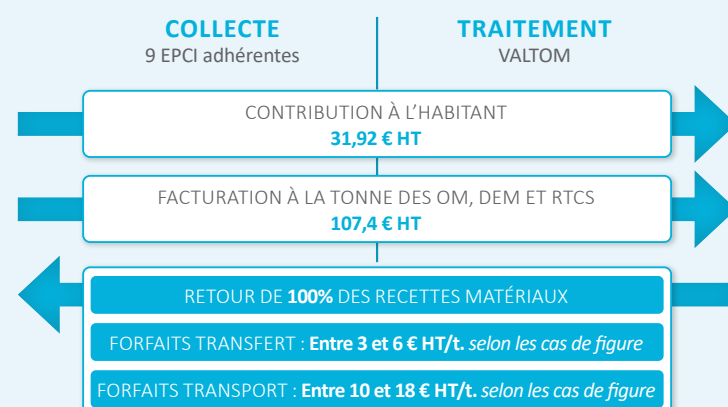 COLLECTE
9 EPCI adhérentes
TRAITEMENT
VALTOM
CONTRIBUTION À L’HABITANT
31,92 € HT
FACTURATION À LA TONNE DES OM, DEM ET RTCS
107,4 € HT
RETOUR DE 100% DES RECETTES MATÉRIAUX
FORFAITS TRANSFERT : Entre 3 et 6 € HT/t. selon les cas de figure
FORFAITS TRANSPORT : Entre 10 et 18 € HT/t. selon les cas de figure